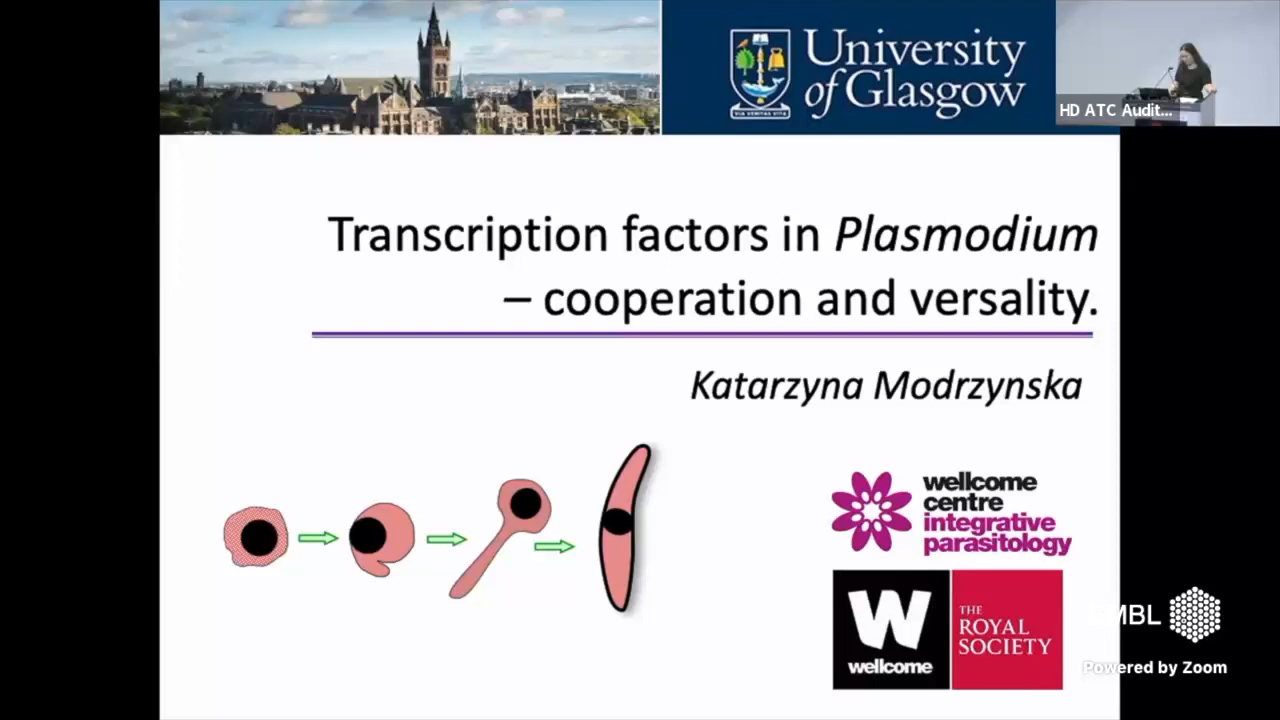 University
of Glasgow
VIA VERITAS VITA
HD ATC Audit...
Transcription factors in Plasmodium
– cooperation and versality.
Katarzyna Modrzynska
wellcome
centre
integrative
parasitology
W
wellcome
THE
ROYAL
SOCIETY
EMBL
Powered by Zoom